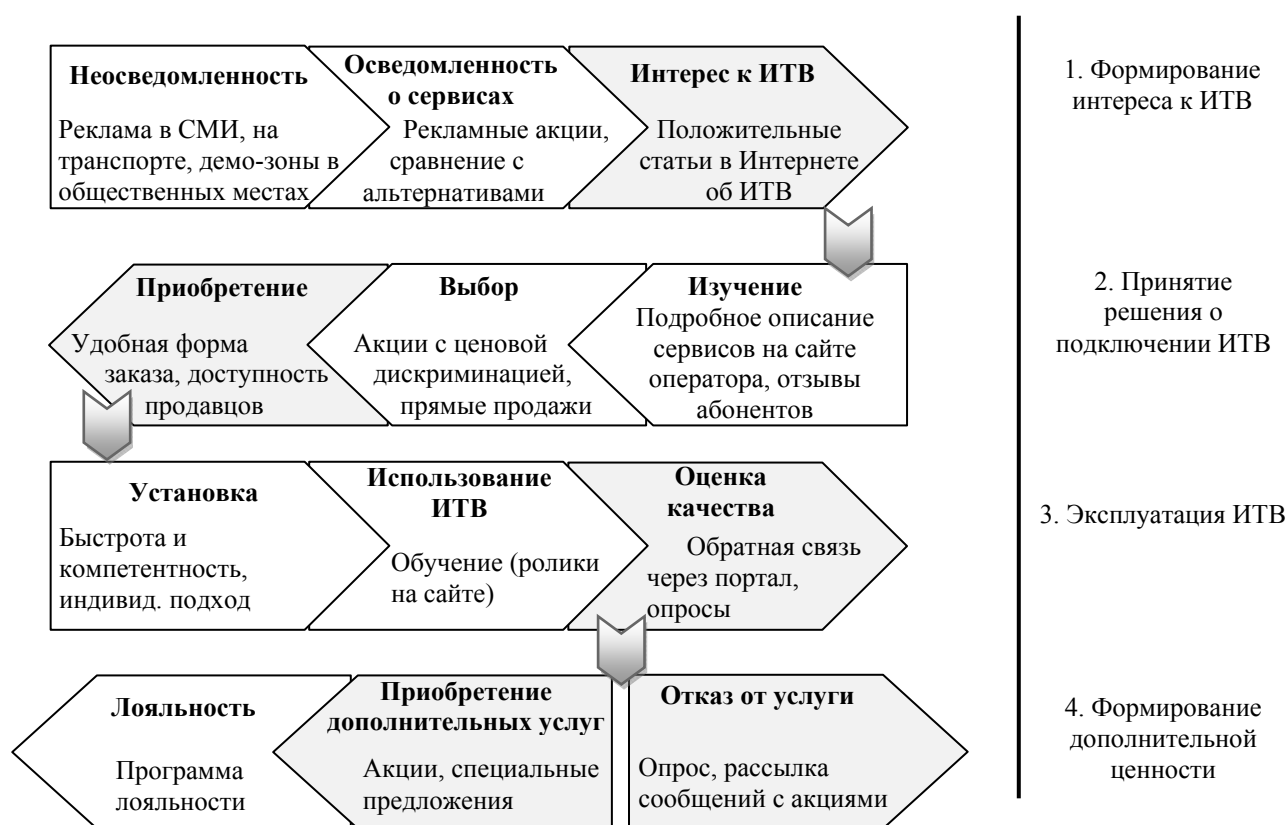 Неосведомленность
Реклама в СМИ, на
транспорте, демо-зоны в
общественных местах
Осведомленность
о сервисах
Рекламные акции,
сравнение с
альтернативами
Интерес к ИТВ
Положительные
статьи в Интернете
об ИТВ
1. Формирование
интереса к ИТВ
Приобретение
Удобная форма
заказа, доступность
продавцов
Выбор
Акции с ценовой
дискриминацией,
прямые продажи
Изучение
Подробное описание
сервисов на сайте
оператора, отзывы
абонентов
2. Принятие
решения о
подключении ИТВ
Установка
Быстрота и
компетентность,
индивид. подход
Использование
ИТВ
Обучение (ролики
на сайте)
Оценка
качества
Обратная связь
через портал,
опросы
3. Эксплуатация ИТВ
Лояльность
Программа
лояльности
Приобретение
дополнительных услуг
Акции, специальные
предложения
Отказ от услуги
Опрос, рассылка
сообщений с акциями
4. Формирование
дополнительной
ценности